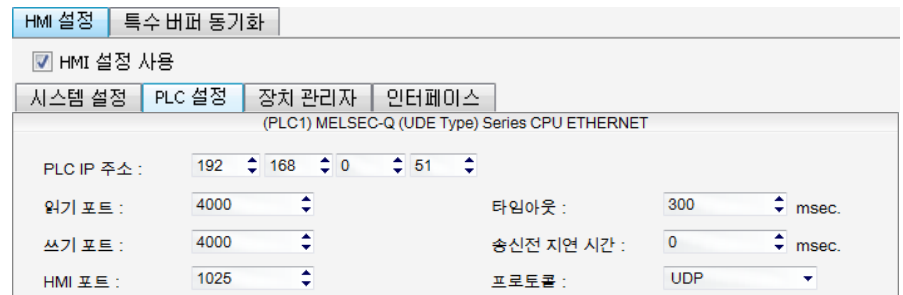 HMI 설정 특수 버퍼 동기화
HMI 설정 사용
시스템 설정 PLC 설정 장치 관리자 인터페이스
(PLC1) MELSEC-Q (UDE Type) Series CPU ETHERNET
PLC IP 주소 : 192 168 0 51
읽기 포트 : 4000 타임아웃 : 300 msec.
쓰기 포트 : 4000 송신전 지연 시간 : 0 msec.
HMI 포트 : 1025 프로토콜 : UDP